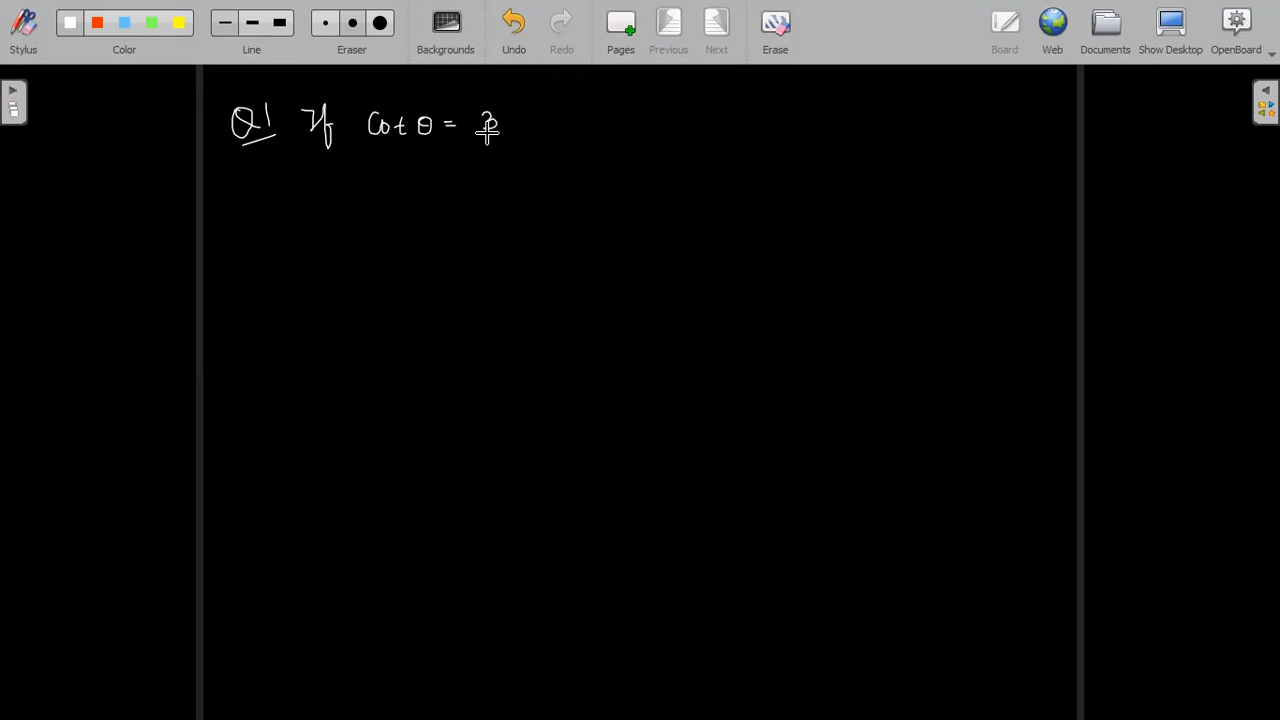 Stylus
Color
Line
Eraser
Backgrounds
Undo
Redo
Pages
Previous
Next
Erase
Board
Web
Documents
Show Desktop
OpenBoard
Q1 If Cot θ =